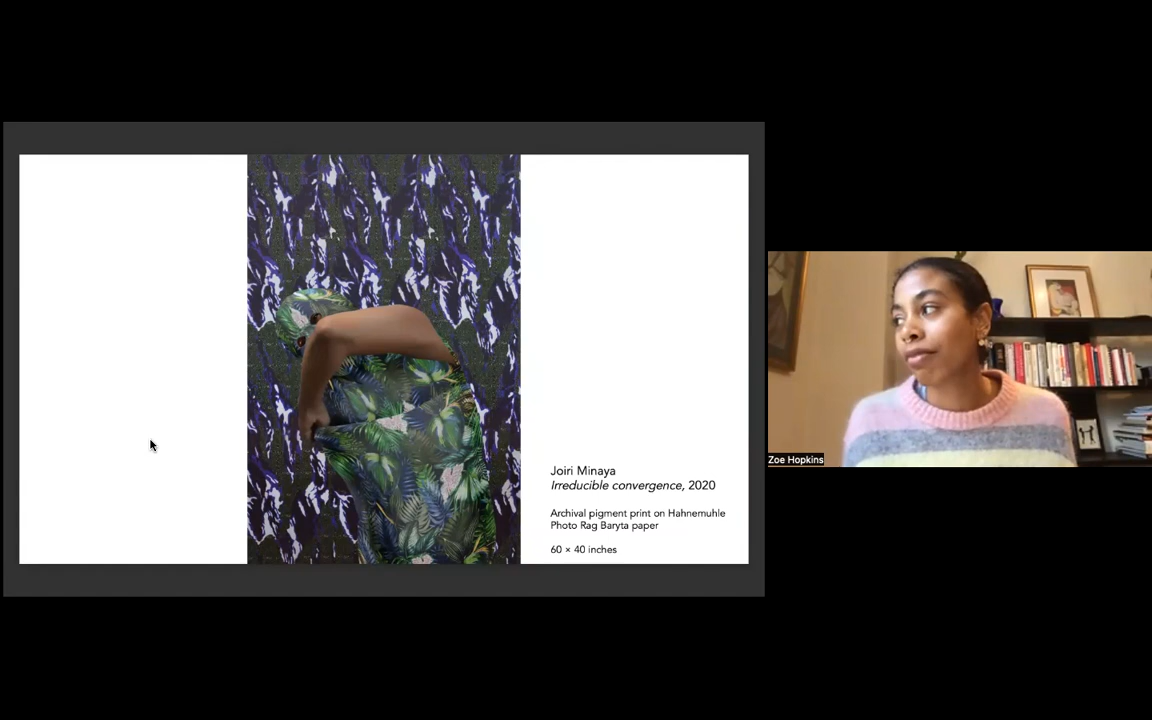 Joiri Minaya
Irreducible convergence, 2020
Archival pigment print on Hahnemuhle
Photo Rag Baryta paper
60 × 40 inches
Zoe Hopkins